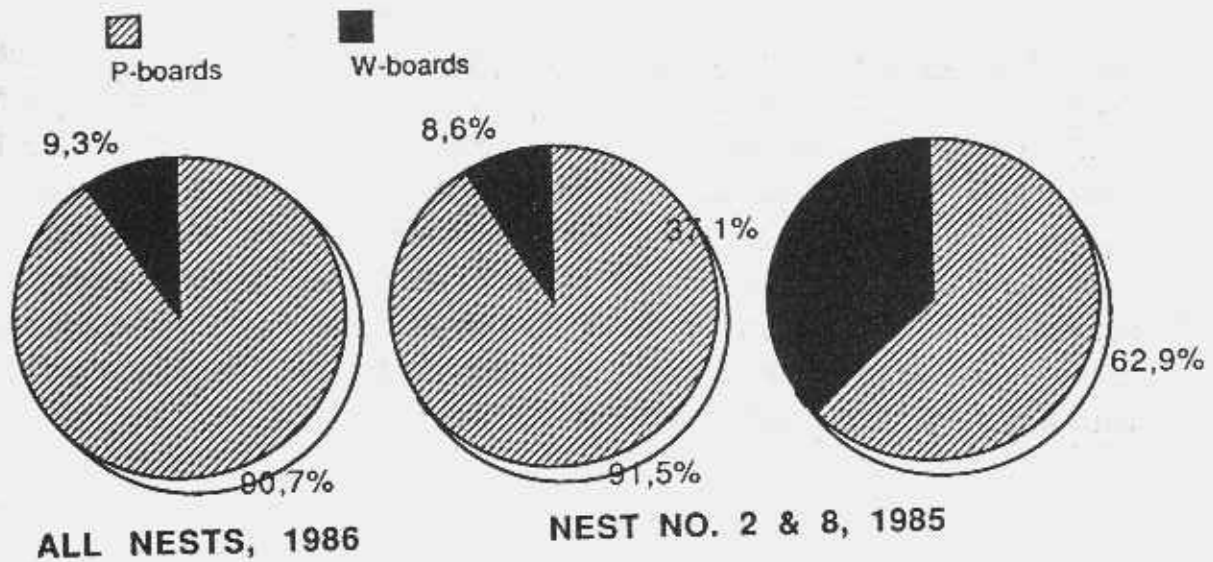 P-boards
W-boards
9,3%
90,7%
8,6%
91,5%
37,1%
62,9%
ALL NESTS, 1986
NEST NO. 2 & 8, 1985